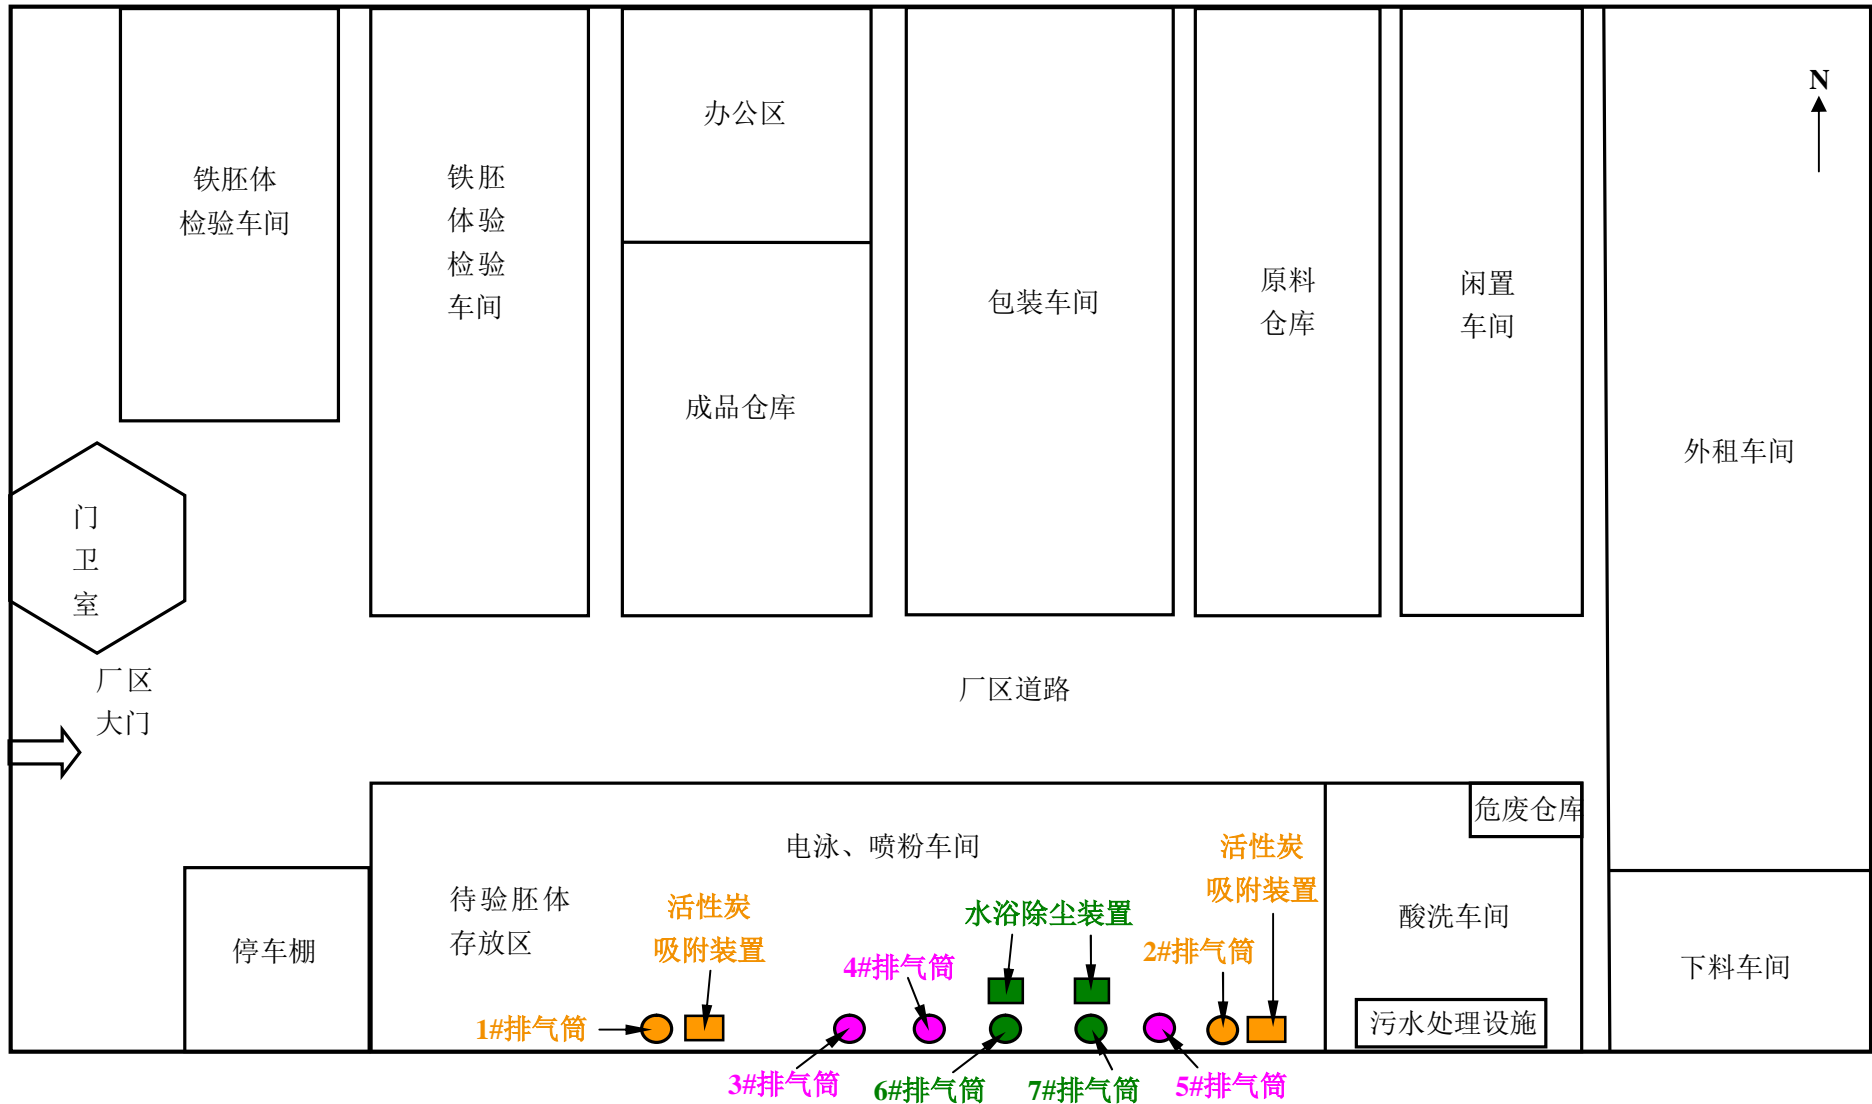 N
办公区
铁胚体
检验车间
铁胚
体验
检验
车间
原料
仓库
闲置
车间
包装车间
成品仓库
外租车间
门
卫
室
厂区
大门
厂区道路
危废仓库
电泳、喷粉车间
活性炭
吸附装置
待验胚体
存放区
活性炭
吸附装置
水浴除尘装置
酸洗车间
停车棚
4#排气筒
2#排气筒
下料车间
1#排气筒
污水处理设施
3#排气筒
6#排气筒
7#排气筒
5#排气筒